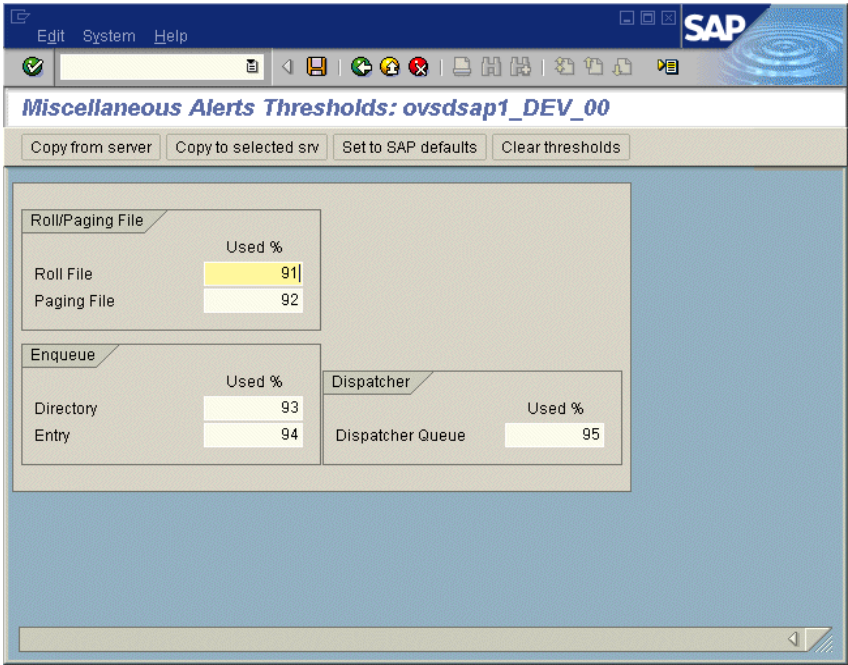 Edit System Help
SAP
Miscellaneous Alerts Thresholds: ovsdsap1_DEV_00
Copy from server Copy to selected srv Set to SAP defaults Clear thresholds
Roll/Paging File
Used %
Roll File 91
Paging File 92
Enqueue
Used %
Directory 93
Entry 94
Dispatcher
Used %
Dispatcher Queue 95